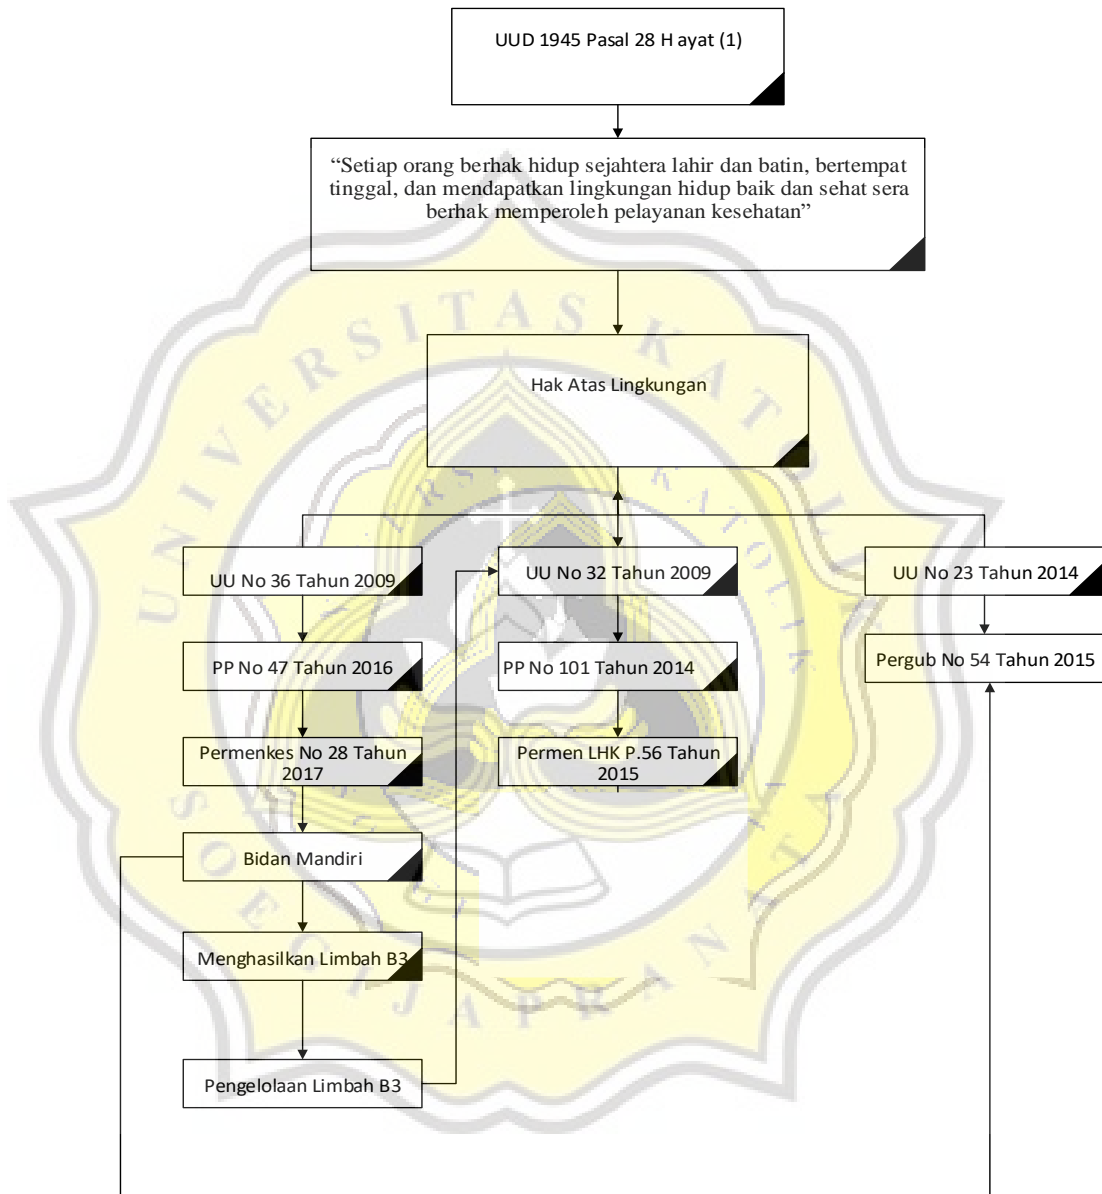 UUD 1945 Pasal 28 H ayat (1)
“Setiap orang berhak hidup sejahtera lahir dan batin, bertempat
tinggal, dan mendapatkan lingkungan hidup baik dan sehat sera
berhak memperoleh pelayanan kesehatan”
Hak Atas Lingkungan
UU No 36 Tahun 2009
UU No 32 Tahun 2009
UU No 23 Tahun 2014
PP No 47 Tahun 2016
PP No 101 Tahun 2014
Pergub No 54 Tahun 2015
Permenkes No 28 Tahun
2017
Permen LHK P.56 Tahun
2015
Bidan Mandiri
Menghasilkan Limbah B3
Pengelolaan Limbah B3
UNIVERSITAS KATOLIK
SOEGIJAPRANATA